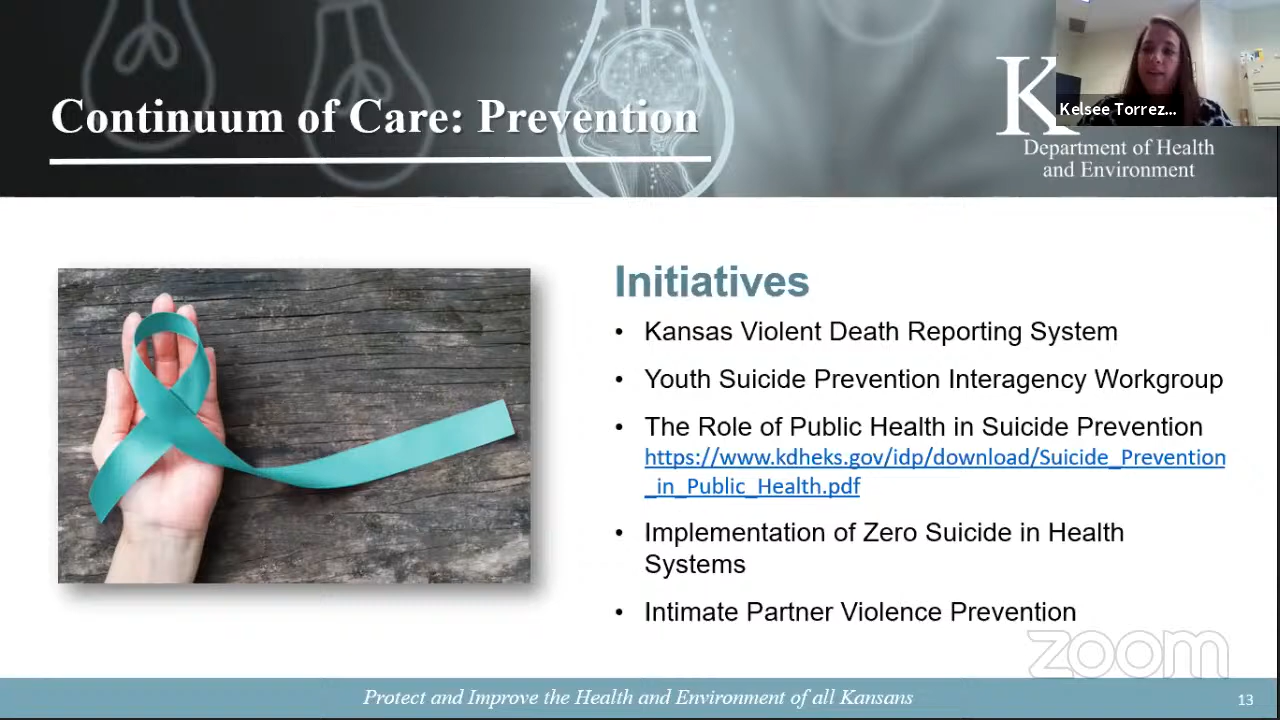 Continuum of Care: Prevention
K
Kelsee Torrez...
Department of Health
and Environment
Initiatives
• Kansas Violent Death Reporting System
• Youth Suicide Prevention Interagency Workgroup
• The Role of Public Health in Suicide Prevention
https://www.kdheks.gov/idp/download/Suicide_Prevention
_in_Public_Health.pdf
• Implementation of Zero Suicide in Health
Systems
• Intimate Partner Violence Prevention
zoom
Protect and Improve the Health and Environment of all Kansans
13